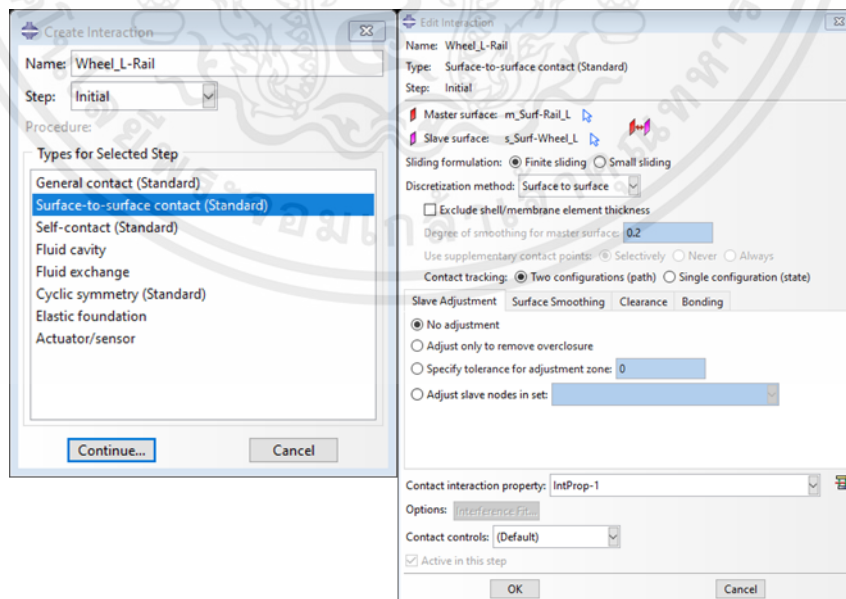 Create Interaction
Name: Wheel_L-Rail
Step: Initial
Procedure:
Types for Selected Step
General contact (Standard)
Surface-to-surface contact (Standard)
Self-contact (Standard)
Fluid cavity
Fluid exchange
Cyclic symmetry (Standard)
Elastic foundation
Actuator/sensor
Continue... Cancel
Edit Interaction
Name: Wheel_L-Rail
Type: Surface-to-surface contact (Standard)
Step: Initial
Master surface: m_Surf-Rail_L
Slave surface: s_Surf-Wheel_L
Sliding formulation: Finite sliding Small sliding
Discretization method: Surface to surface
Exclude shell/membrane element thickness
Degree of smoothing for master surface: 0.2
Use supplementary contact points: Selectively Never Always
Contact tracking: Two configurations (path) Single configuration (state)
Slave Adjustment Surface Smoothing Clearance Bonding
No adjustment
Adjust only to remove overclosure
Specify tolerance for adjustment zone: 0
Adjust slave nodes in set:
Contact interaction property: IntProp-1
Options: Interference Fit...
Contact controls: (Default)
Active in this step
OK Cancel